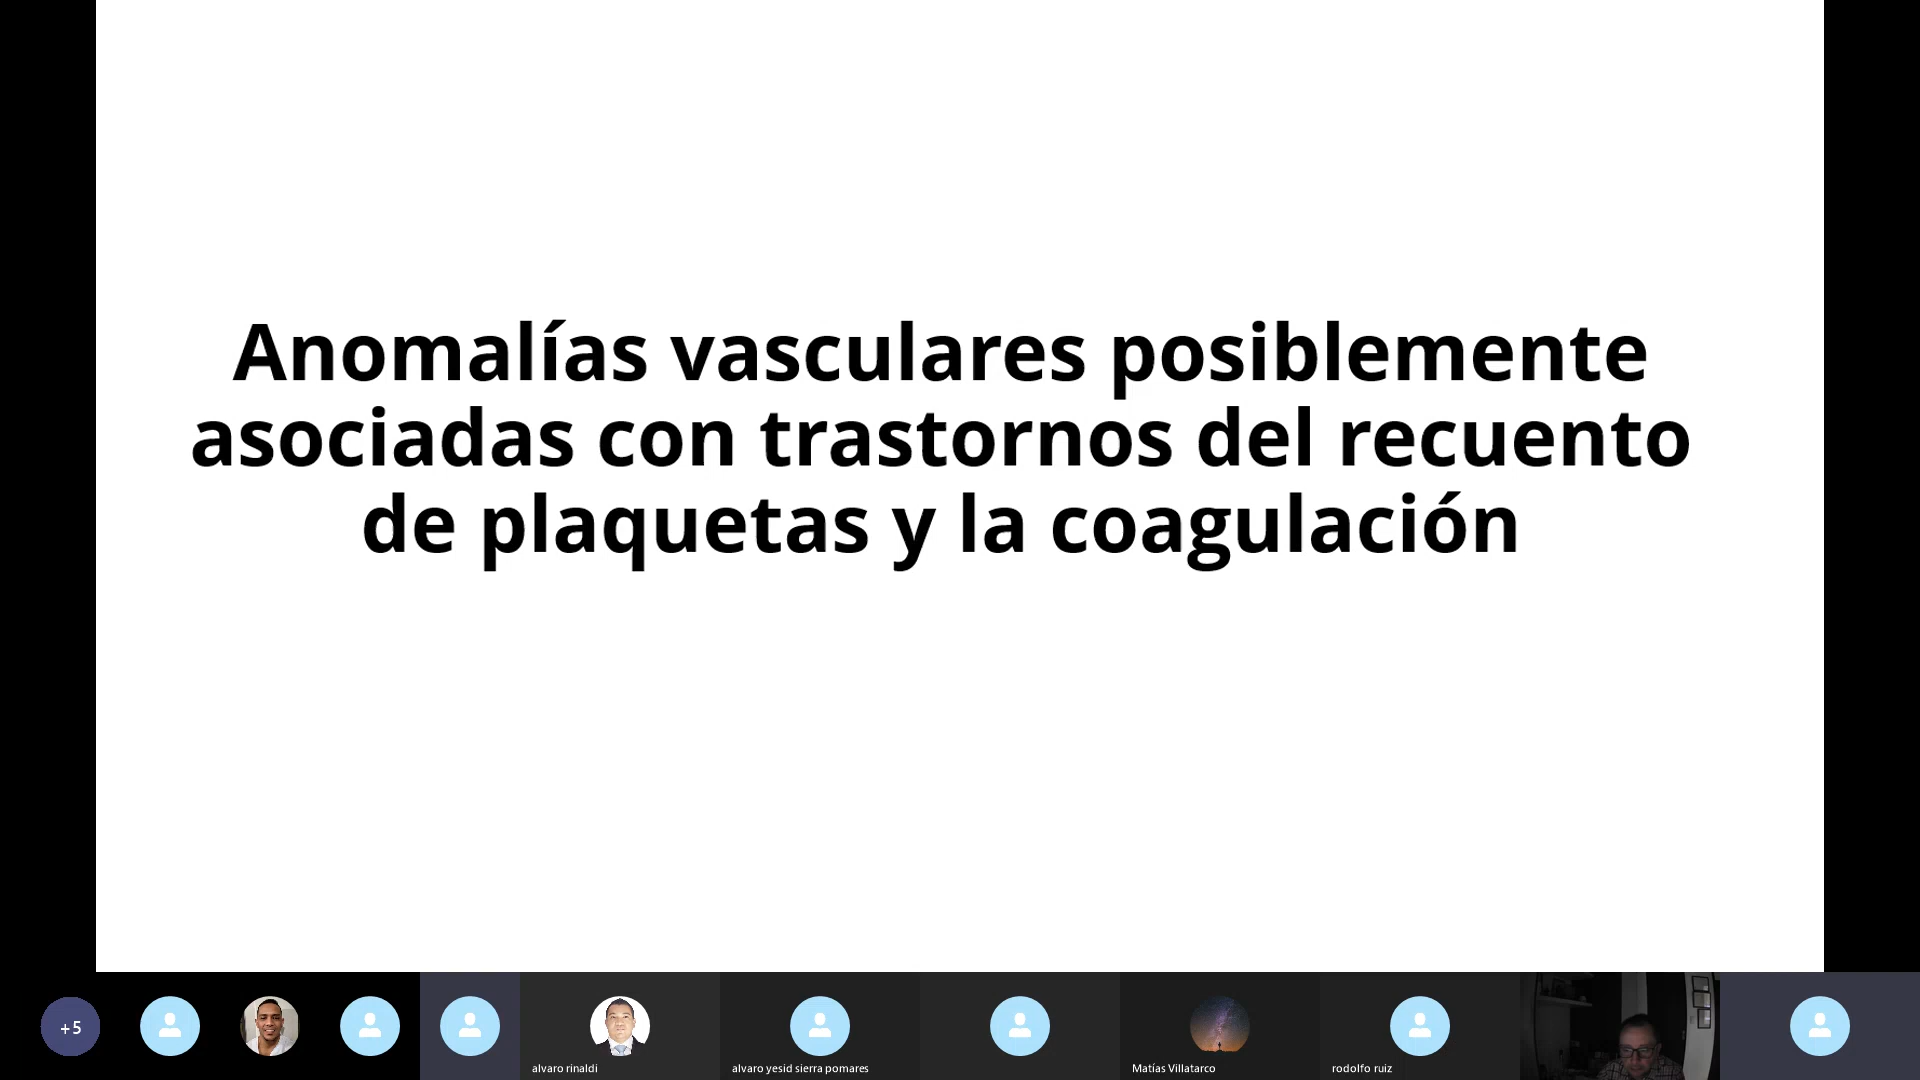 Anomalías vasculares posiblemente
asociadas con trastornos del recuento
de plaquetas y la coagulación
+5
alvaro rinaldi
alvaro yesid sierra pomares
Matías Villatarco
rodolfo ruiz